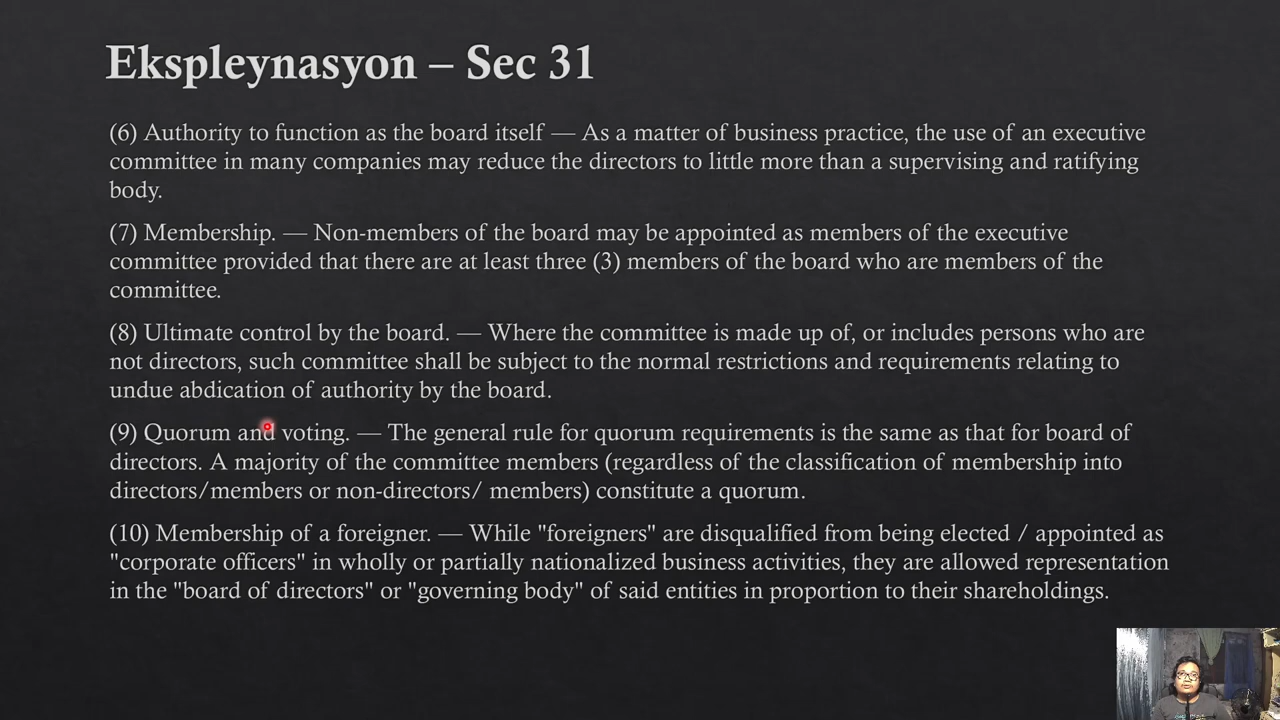 Ekspleynasyon – Sec 31
(6) Authority to function as the board itself — As a matter of business practice, the use of an executive
committee in many companies may reduce the directors to little more than a supervising and ratifying
body.
(7) Membership. — Non-members of the board may be appointed as members of the executive
committee provided that there are at least three (3) members of the board who are members of the
committee.
(8) Ultimate control by the board. — Where the committee is made up of, or includes persons who are
not directors, such committee shall be subject to the normal restrictions and requirements relating to
undue abdication of authority by the board.
(9) Quorum and voting. — The general rule for quorum requirements is the same as that for board of
directors. A majority of the committee members (regardless of the classification of membership into
directors/members or non-directors/ members) constitute a quorum.
(10) Membership of a foreigner. — While "foreigners" are disqualified from being elected / appointed as
"corporate officers" in wholly or partially nationalized business activities, they are allowed representation
in the "board of directors" or "governing body" of said entities in proportion to their shareholdings.